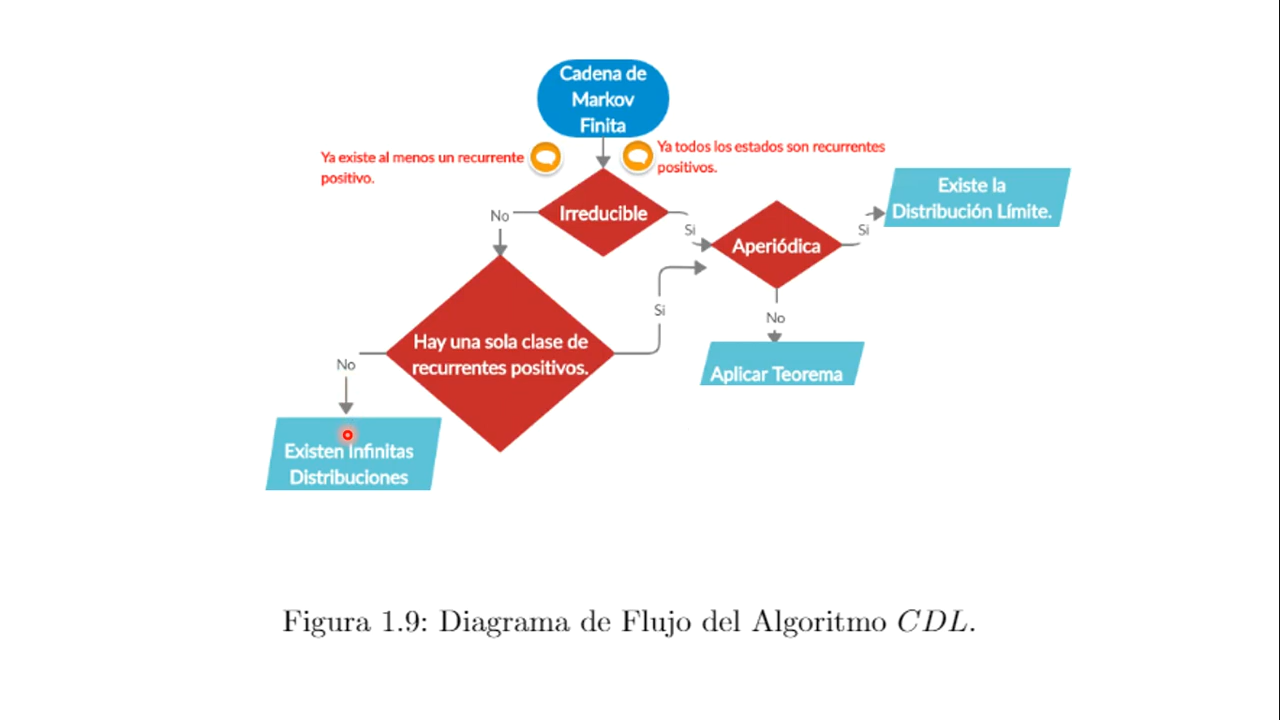 Cadena de
Markov
Finita
Ya existe al menos un recurrente
positivo.
Ya todos los estados son recurrentes
positivos.
Existe la
Distribución Límite.
No
Irreducible
Si
Aperiódica
Si
Si
No
Hay una sola clase de
recurrentes positivos.
No
Aplicar Teorema
Existen Infinitas
Distribuciones
Figura 1.9: Diagrama de Flujo del Algoritmo CDL.